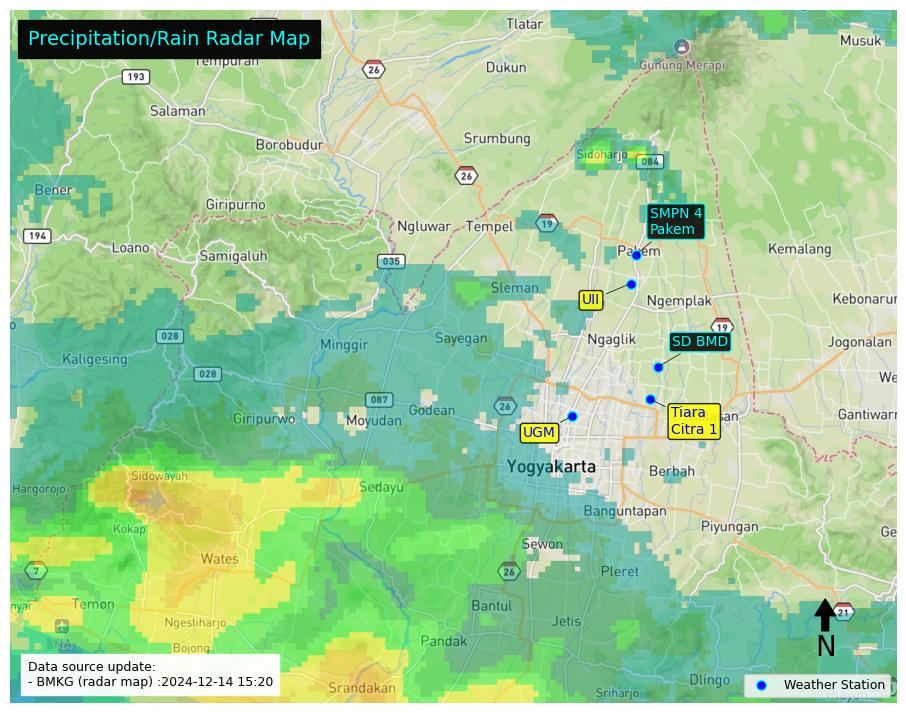 Precipitation/Rain Radar Map
Tlatar
Musuk
26
Gunung Merapi
193
Dukun
Salaman
Borobudur
Srumbung
Sidoharjo
084
26
Bener
Giripurno
SMPN 4
Pakem
194
Ngluwar
Tempel
19
Loano
Samigaluh
035
Pakem
Kemalang
Sleman
UII
Ngemplak
Kebonarum
19
028
Minggir
Sayegan
Ngaglik
SD BMD
Jogonalan
Kaligesing
028
087
Giripurwo
Moyudan
Godean
26
Tiara
Citra 1
Gantiwarn
UGM
Yogyakarta
Sidowayah
Berbah
Hargorojo
Sedayu
Kokap
Banguntapan
Piyungan
Wates
Sewon
7
26
Pleret
Temon
Bantul
21
Ngestiharjo
Jetis
YIA
Bojong
Pandak
N
Data source update:
- BMKG (radar map) :2024-12-14 15:20
Srandakan
Dlingo
Sriharjo
Weather Station